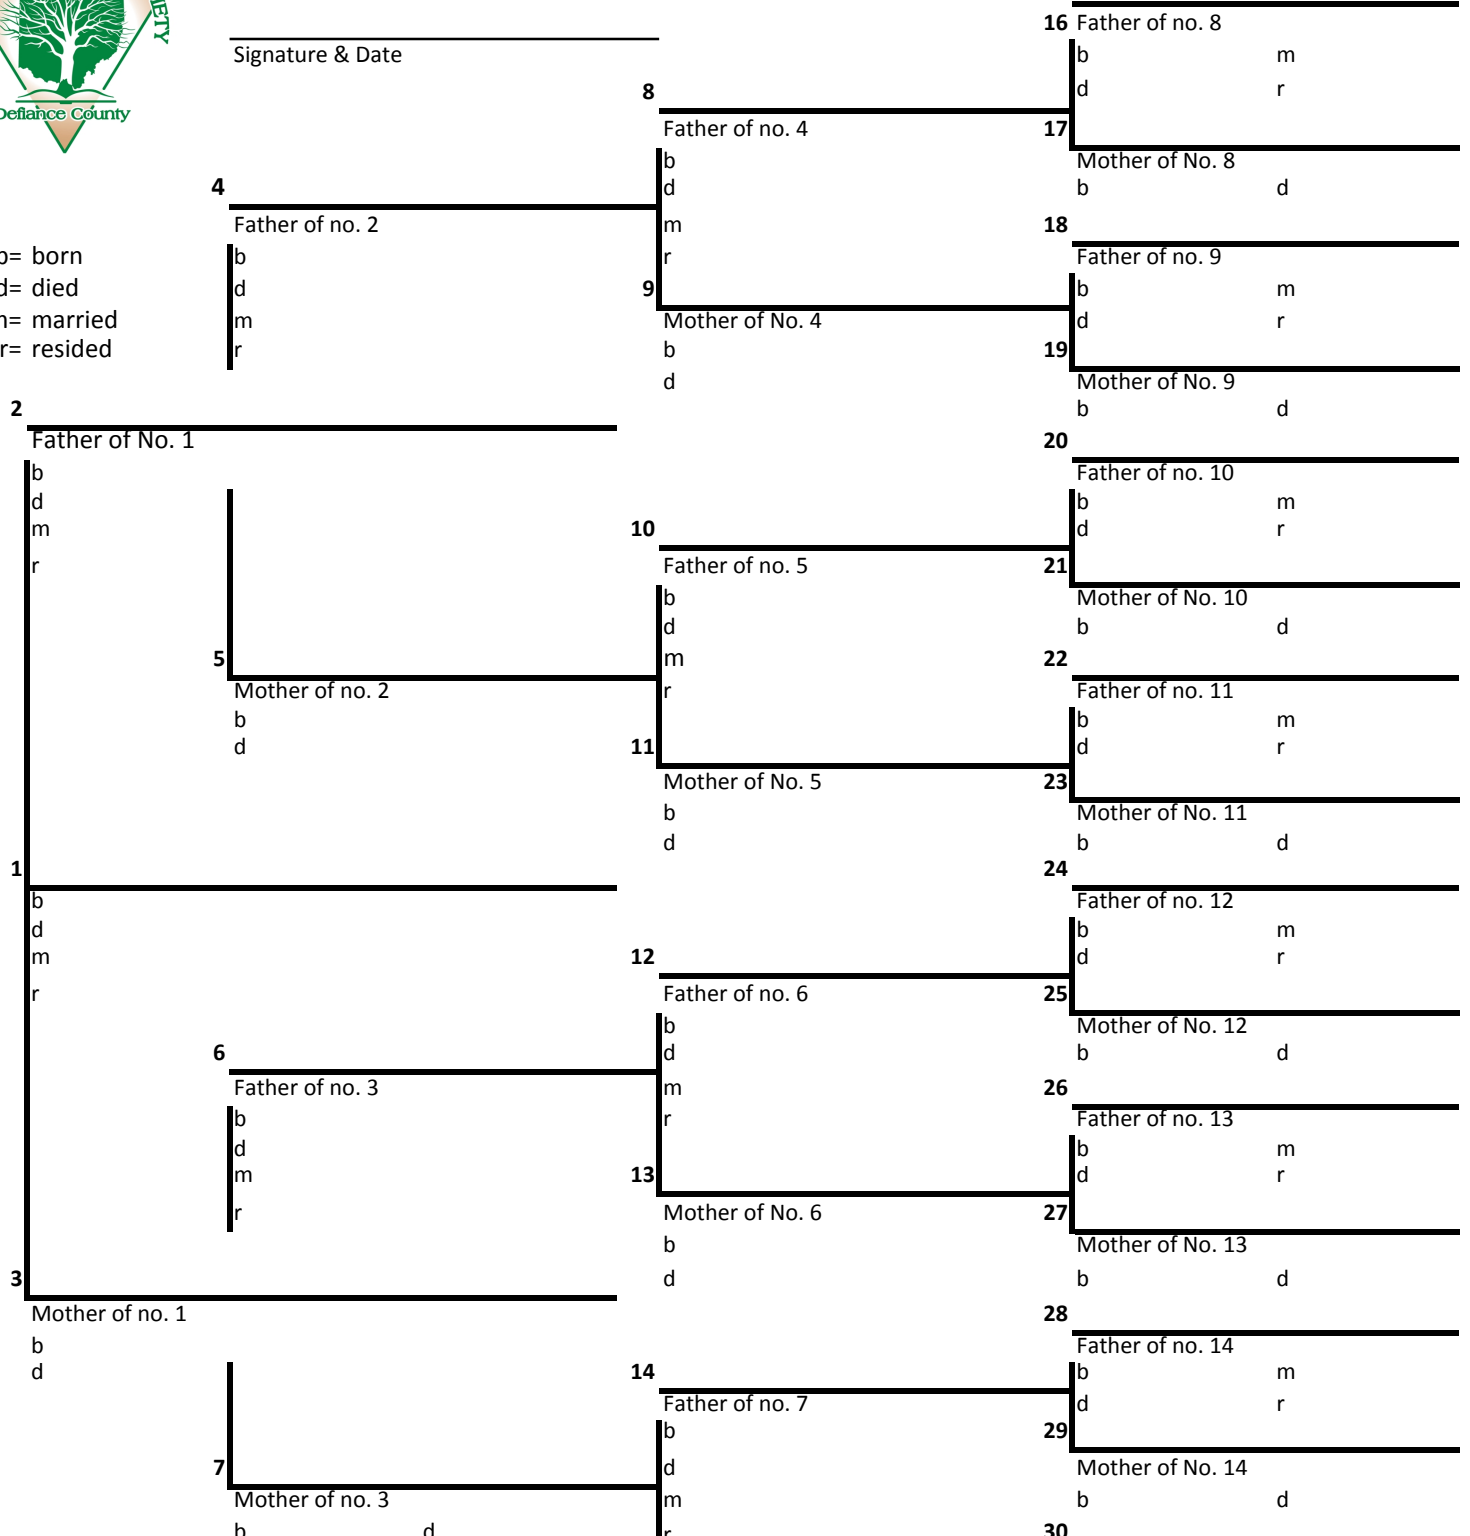 IETY
Defiance County
Signature & Date
b= born
d= died
m= married
r= resided
1
b
d
m
r
2
Father of No. 1
b
d
m
r
3
Mother of no. 1
b
d
4
Father of no. 2
b
d
m
r
5
Mother of no. 2
b
d
6
Father of no. 3
b
d
m
r
7
Mother of no. 3
b d
8
Father of no. 4
b
d
m
r
9
Mother of No. 4
b
d
10
Father of no. 5
b
d
m
r
11
Mother of No. 5
b
d
12
Father of no. 6
b
d
m
r
13
Mother of No. 6
b
d
14
Father of no. 7
b
d
m
r
16 Father of no. 8
b m
d r
17
Mother of No. 8
b d
18
Father of no. 9
b m
d r
19
Mother of No. 9
b d
20
Father of no. 10
b m
d r
21
Mother of No. 10
b d
22
Father of no. 11
b m
d r
23
Mother of No. 11
b d
24
Father of no. 12
b m
d r
25
Mother of No. 12
b d
26
Father of no. 13
b m
d r
27
Mother of No. 13
b d
28
Father of no. 14
b m
d r
29
Mother of No. 14
b d
30